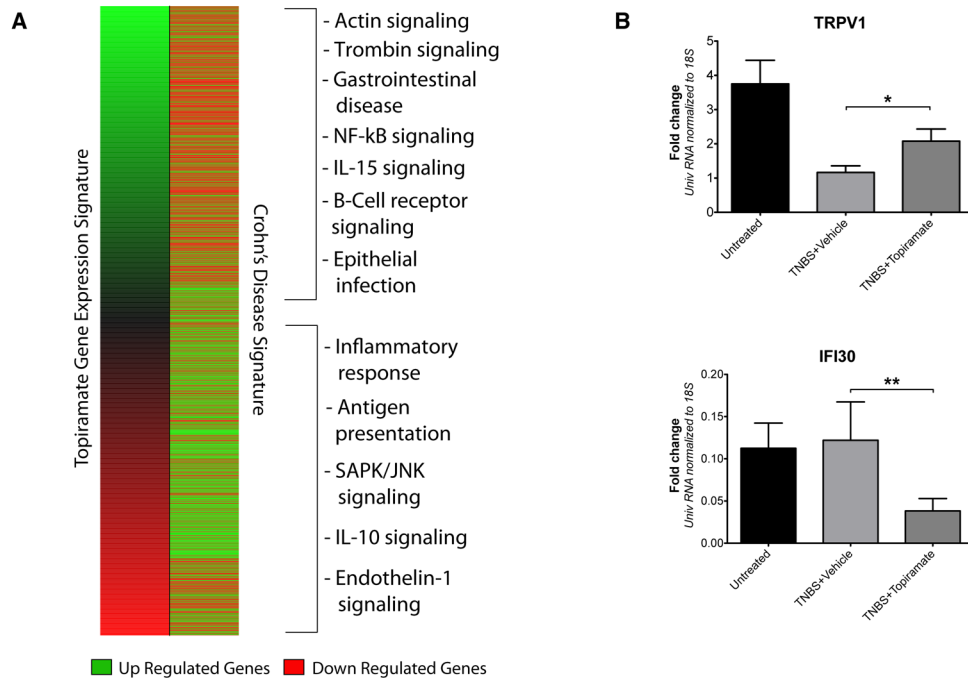 A
Topiramate Gene Expression Signature
Crohn's Disease Signature
- Actin signaling
- Trombin signaling
- Gastrointestinal
disease
- NF-kB signaling
- IL-15 signaling
- B-Cell receptor
signaling
- Epithelial
infection
- Inflammatory
response
- Antigen
presentation
- SAPK/JNK
signaling
- IL-10 signaling
- Endothelin-1
signaling
Up Regulated Genes
Down Regulated Genes
B
TRPV1
Fold change
Univ RNA normalized to 18S
5
4
3
2
1
0
*
Untreated
TNBS+Vehicle
TNBS+Topiramate
IFI30
Fold change
Univ RNA normalized to 18S
0.20
0.15
0.10
0.05
0.00
**
Untreated
TNBS+Vehicle
TNBS+Topiramate